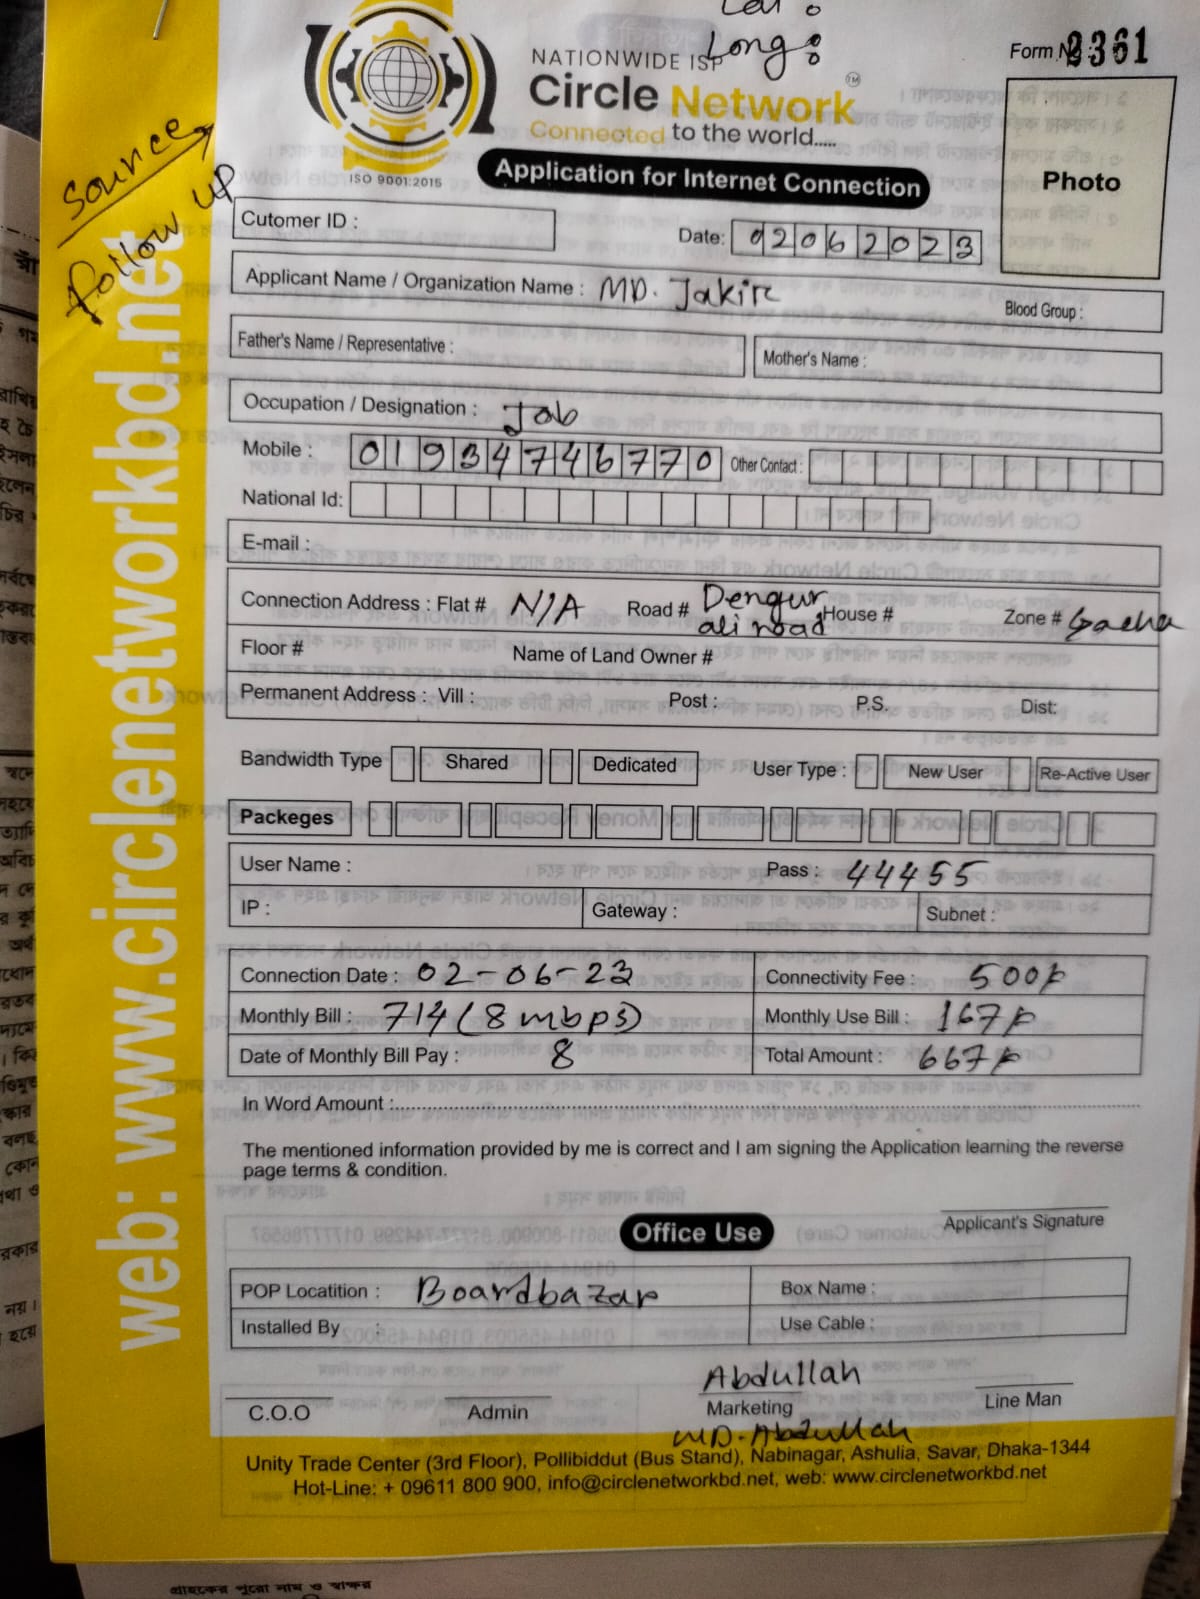 Lat :
Long :
NATIONWIDE ISP
Form No 2361
Circle Network
TM
Connected to the world.....
ISO 9001:2015
Application for Internet Connection
Photo
Source →
Follow up
web: www.circlenetworkbd.net
Cutomer ID :
Date: 02062023
Applicant Name / Organization Name : MD. Jakir
Blood Group :
Father's Name / Representative :
Mother's Name :
Occupation / Designation : Job
Mobile : 01934746770 Other Contact :
National Id:
E-mail :
Connection Address : Flat # N/A Road # Dengur ali road House # Zone # Gacha
Floor # Name of Land Owner #
Permanent Address : Vill : Post : P.S. Dist:
Bandwidth Type Shared Dedicated User Type : New User Re-Active User
Packeges
User Name : Pass : 44455
IP : Gateway : Subnet :
Connection Date : 02-06-23 Connectivity Fee : 500/-
Monthly Bill : 714 (8 mbps) Monthly Use Bill : 167/-
Date of Monthly Bill Pay : 8 Total Amount : 667/-
In Word Amount :
The mentioned information provided by me is correct and I am signing the Application learning the reverse
page terms & condition.
Applicant's Signature
Office Use
POP Locatition : Boardbazar Box Name :
Installed By : Use Cable :
Abdullah
C.O.O Admin Marketing Line Man
MD. Abdullah
Unity Trade Center (3rd Floor), Pollibiddut (Bus Stand), Nabinagar, Ashulia, Savar, Dhaka-1344
Hot-Line: + 09611 800 900, info@circlenetworkbd.net, web: www.circlenetworkbd.net
গ্রাহকের পুরো নাম ও স্বাক্ষর